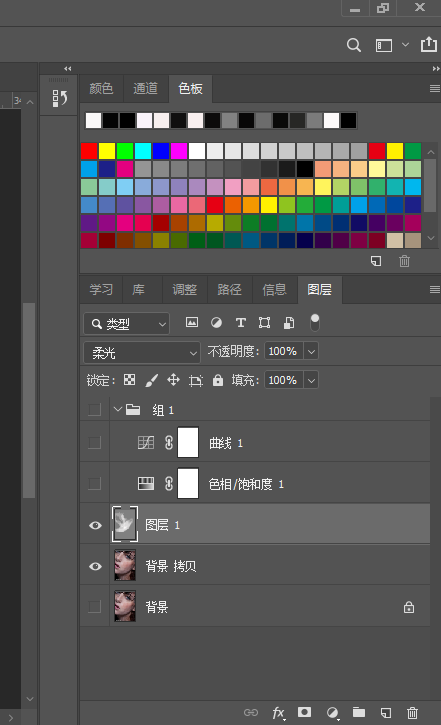 34
颜色 通道 色板
学习 库 调整 路径 信息 图层
类型
柔光 不透明度: 100%
锁定: 填充: 100%
组 1
曲线 1
色相/饱和度 1
图层 1
背景 拷贝
背景
fx